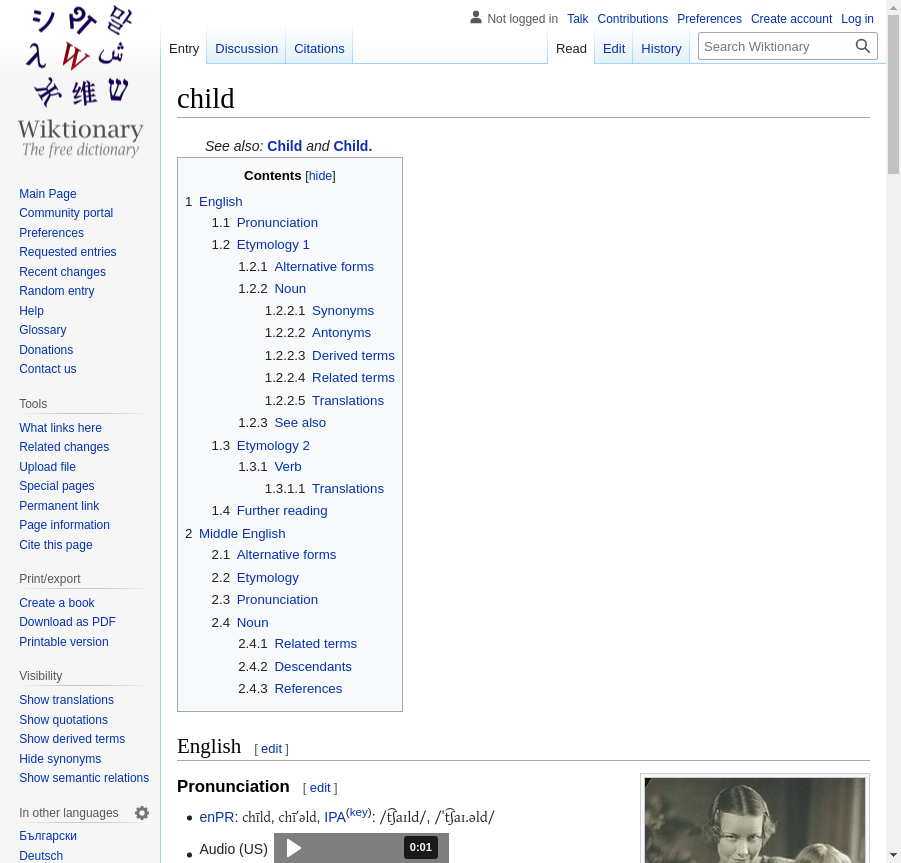 Not logged in Talk Contributions Preferences Create account Log in
Entry Discussion Citations Read Edit History Search Wiktionary
Wiktionary
The free dictionary
child
See also: Child and Child.
Main Page
Community portal
Preferences
Requested entries
Recent changes
Random entry
Help
Glossary
Donations
Contact us
Tools
What links here
Related changes
Upload file
Special pages
Permanent link
Page information
Cite this page
Print/export
Create a book
Download as PDF
Printable version
Visibility
Show translations
Show quotations
Show derived terms
Hide synonyms
Show semantic relations
In other languages
Български
Deutsch
Contents [hide]
1 English
1.1 Pronunciation
1.2 Etymology 1
1.2.1 Alternative forms
1.2.2 Noun
1.2.2.1 Synonyms
1.2.2.2 Antonyms
1.2.2.3 Derived terms
1.2.2.4 Related terms
1.2.2.5 Translations
1.2.3 See also
1.3 Etymology 2
1.3.1 Verb
1.3.1.1 Translations
1.4 Further reading
2 Middle English
2.1 Alternative forms
2.2 Etymology
2.3 Pronunciation
2.4 Noun
2.4.1 Related terms
2.4.2 Descendants
2.4.3 References
English [ edit ]
Pronunciation [ edit ]
• enPR: chīld, chīʹəld, IPA(key): /t͡ʃaɪld/, /ˈt͡ʃaɪ.əld/
• Audio (US) 0:01